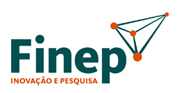 Finep
INOVAÇÃO E PESQUISA